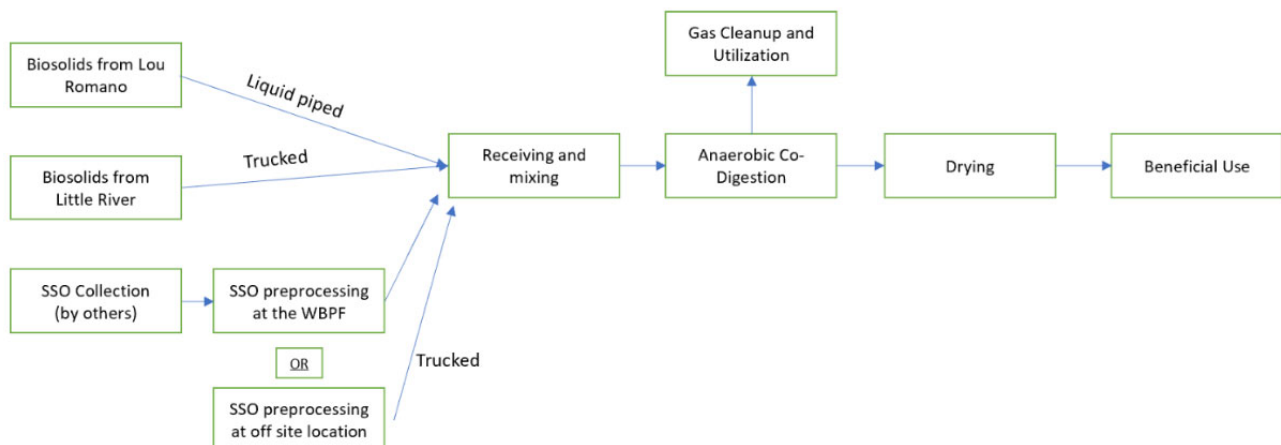 Gas Cleanup and
Utilization
Biosolids from Lou
Romano
Liquid piped
Biosolids from
Little River
Trucked
Receiving and
mixing
Anaerobic Co-
Digestion
Drying
Beneficial Use
SSO Collection
(by others)
SSO preprocessing
at the WBPF
OR
Trucked
SSO preprocessing
at off site location